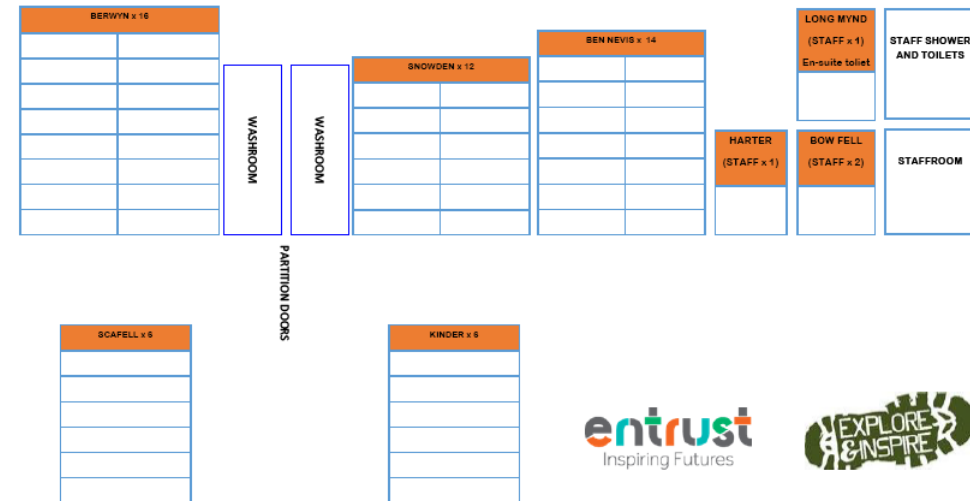 BERWYN x 16
WASHROOM
WASHROOM
SNOWDEN x 12
BEN NEVIS x 14
HARTER
(STAFF x 1)
LONG MYND
(STAFF x 1)
En-suite toliet
BOW FELL
(STAFF x 2)
STAFF SHOWER
AND TOILETS
STAFFROOM
PARTITION DOORS
SCAFELL x 6
KINDER x 6
entrust
Inspiring Futures
EXPLORE
&INSPIRE